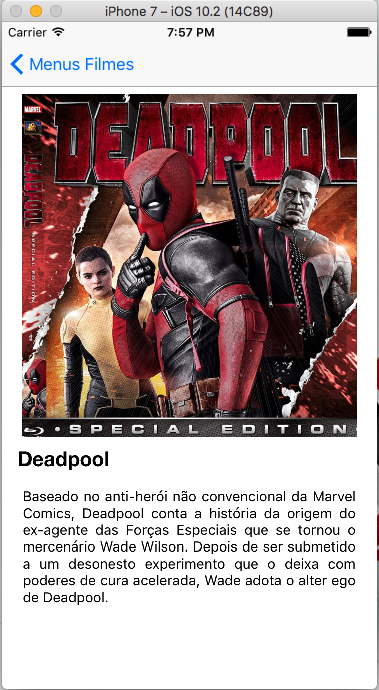 iPhone 7 – iOS 10.2 (14C89)
Carrier 7:57 PM
Menus Filmes
MARVEL
DEADPOOL
DEADPOOL
SPECIAL EDITION
• SPECIAL EDITION •
Deadpool
Baseado no anti-herói não convencional da Marvel
Comics, Deadpool conta a história da origem do
ex-agente das Forças Especiais que se tornou o
mercenário Wade Wilson. Depois de ser submetido
a um desonesto experimento que o deixa com
poderes de cura acelerada, Wade adota o alter ego
de Deadpool.